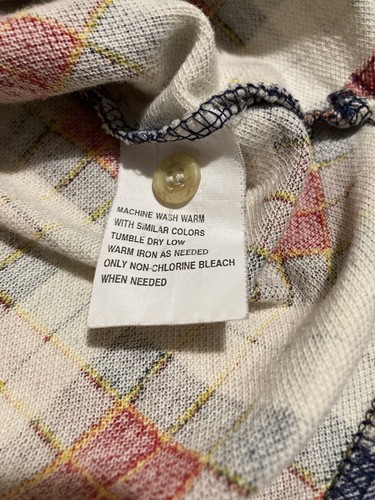 MACHINE WASH WARM
WITH SIMILAR COLORS
TUMBLE DRY LOW
WARM IRON AS NEEDED
ONLY NON-CHLORINE BLEACH
WHEN NEEDED